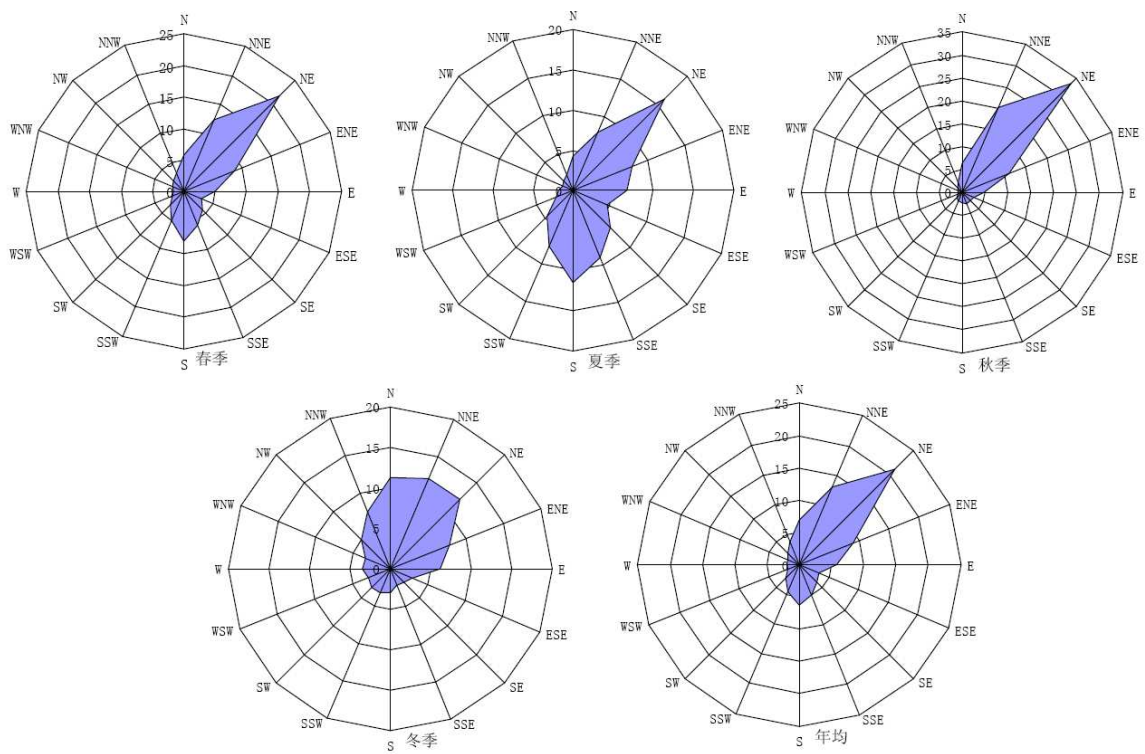 N
25
NNW NNE
20
NW NE
15
WNW ENE
10
5
W 0 E
WSW ESE
SW SE
SSW SSE
S 春季
N
20
NNW NNE
NW NE
15
WNW ENE
10
5
W 0 E
WSW ESE
SW SE
SSW SSE
S 夏季
N
35
NNW NNE
30
25
NW NE
20
WNW ENE
15
10
5
W 0 E
WSW ESE
SW SE
SSW SSE
S 秋季
N
20
NNW NNE
NW NE
15
WNW ENE
10
5
W 0 E
WSW ESE
SW SE
SSW SSE
S 冬季
N
25
NNW NNE
20
NW NE
15
WNW ENE
10
5
W 0 E
WSW ESE
SW SE
SSW SSE
S 年均